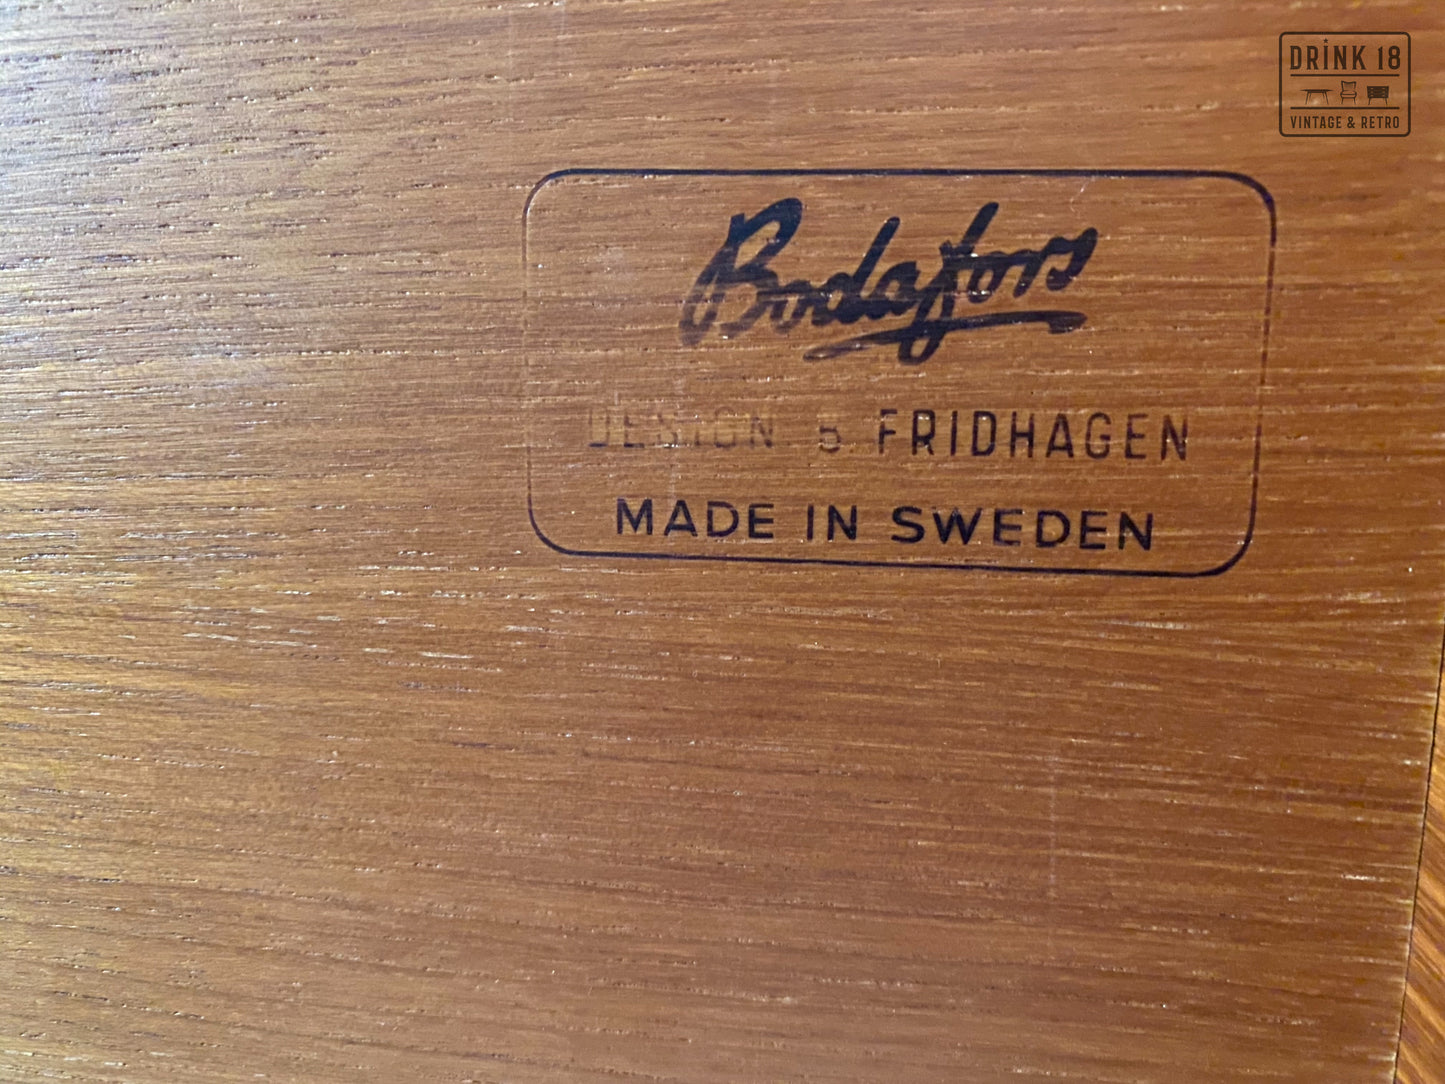 DRINK 18
VINTAGE & RETRO
Bodafors
DESIGN B. FRIDHAGEN
MADE IN SWEDEN